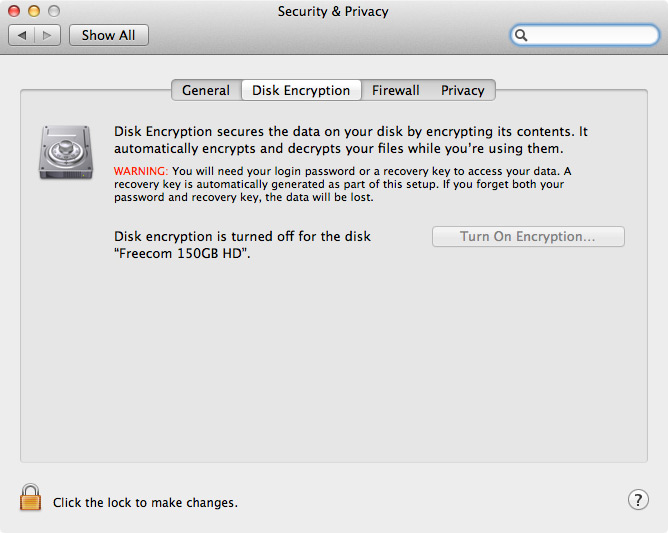 Security & Privacy
Show All
General
Disk Encryption
Firewall
Privacy
Disk Encryption secures the data on your disk by encrypting its contents. It
automatically encrypts and decrypts your files while you’re using them.
WARNING: You will need your login password or a recovery key to access your data. A
recovery key is automatically generated as part of this setup. If you forget both your
password and recovery key, the data will be lost.
Disk encryption is turned off for the disk
“Freecom 150GB HD”.
Turn On Encryption...
Click the lock to make changes.
?